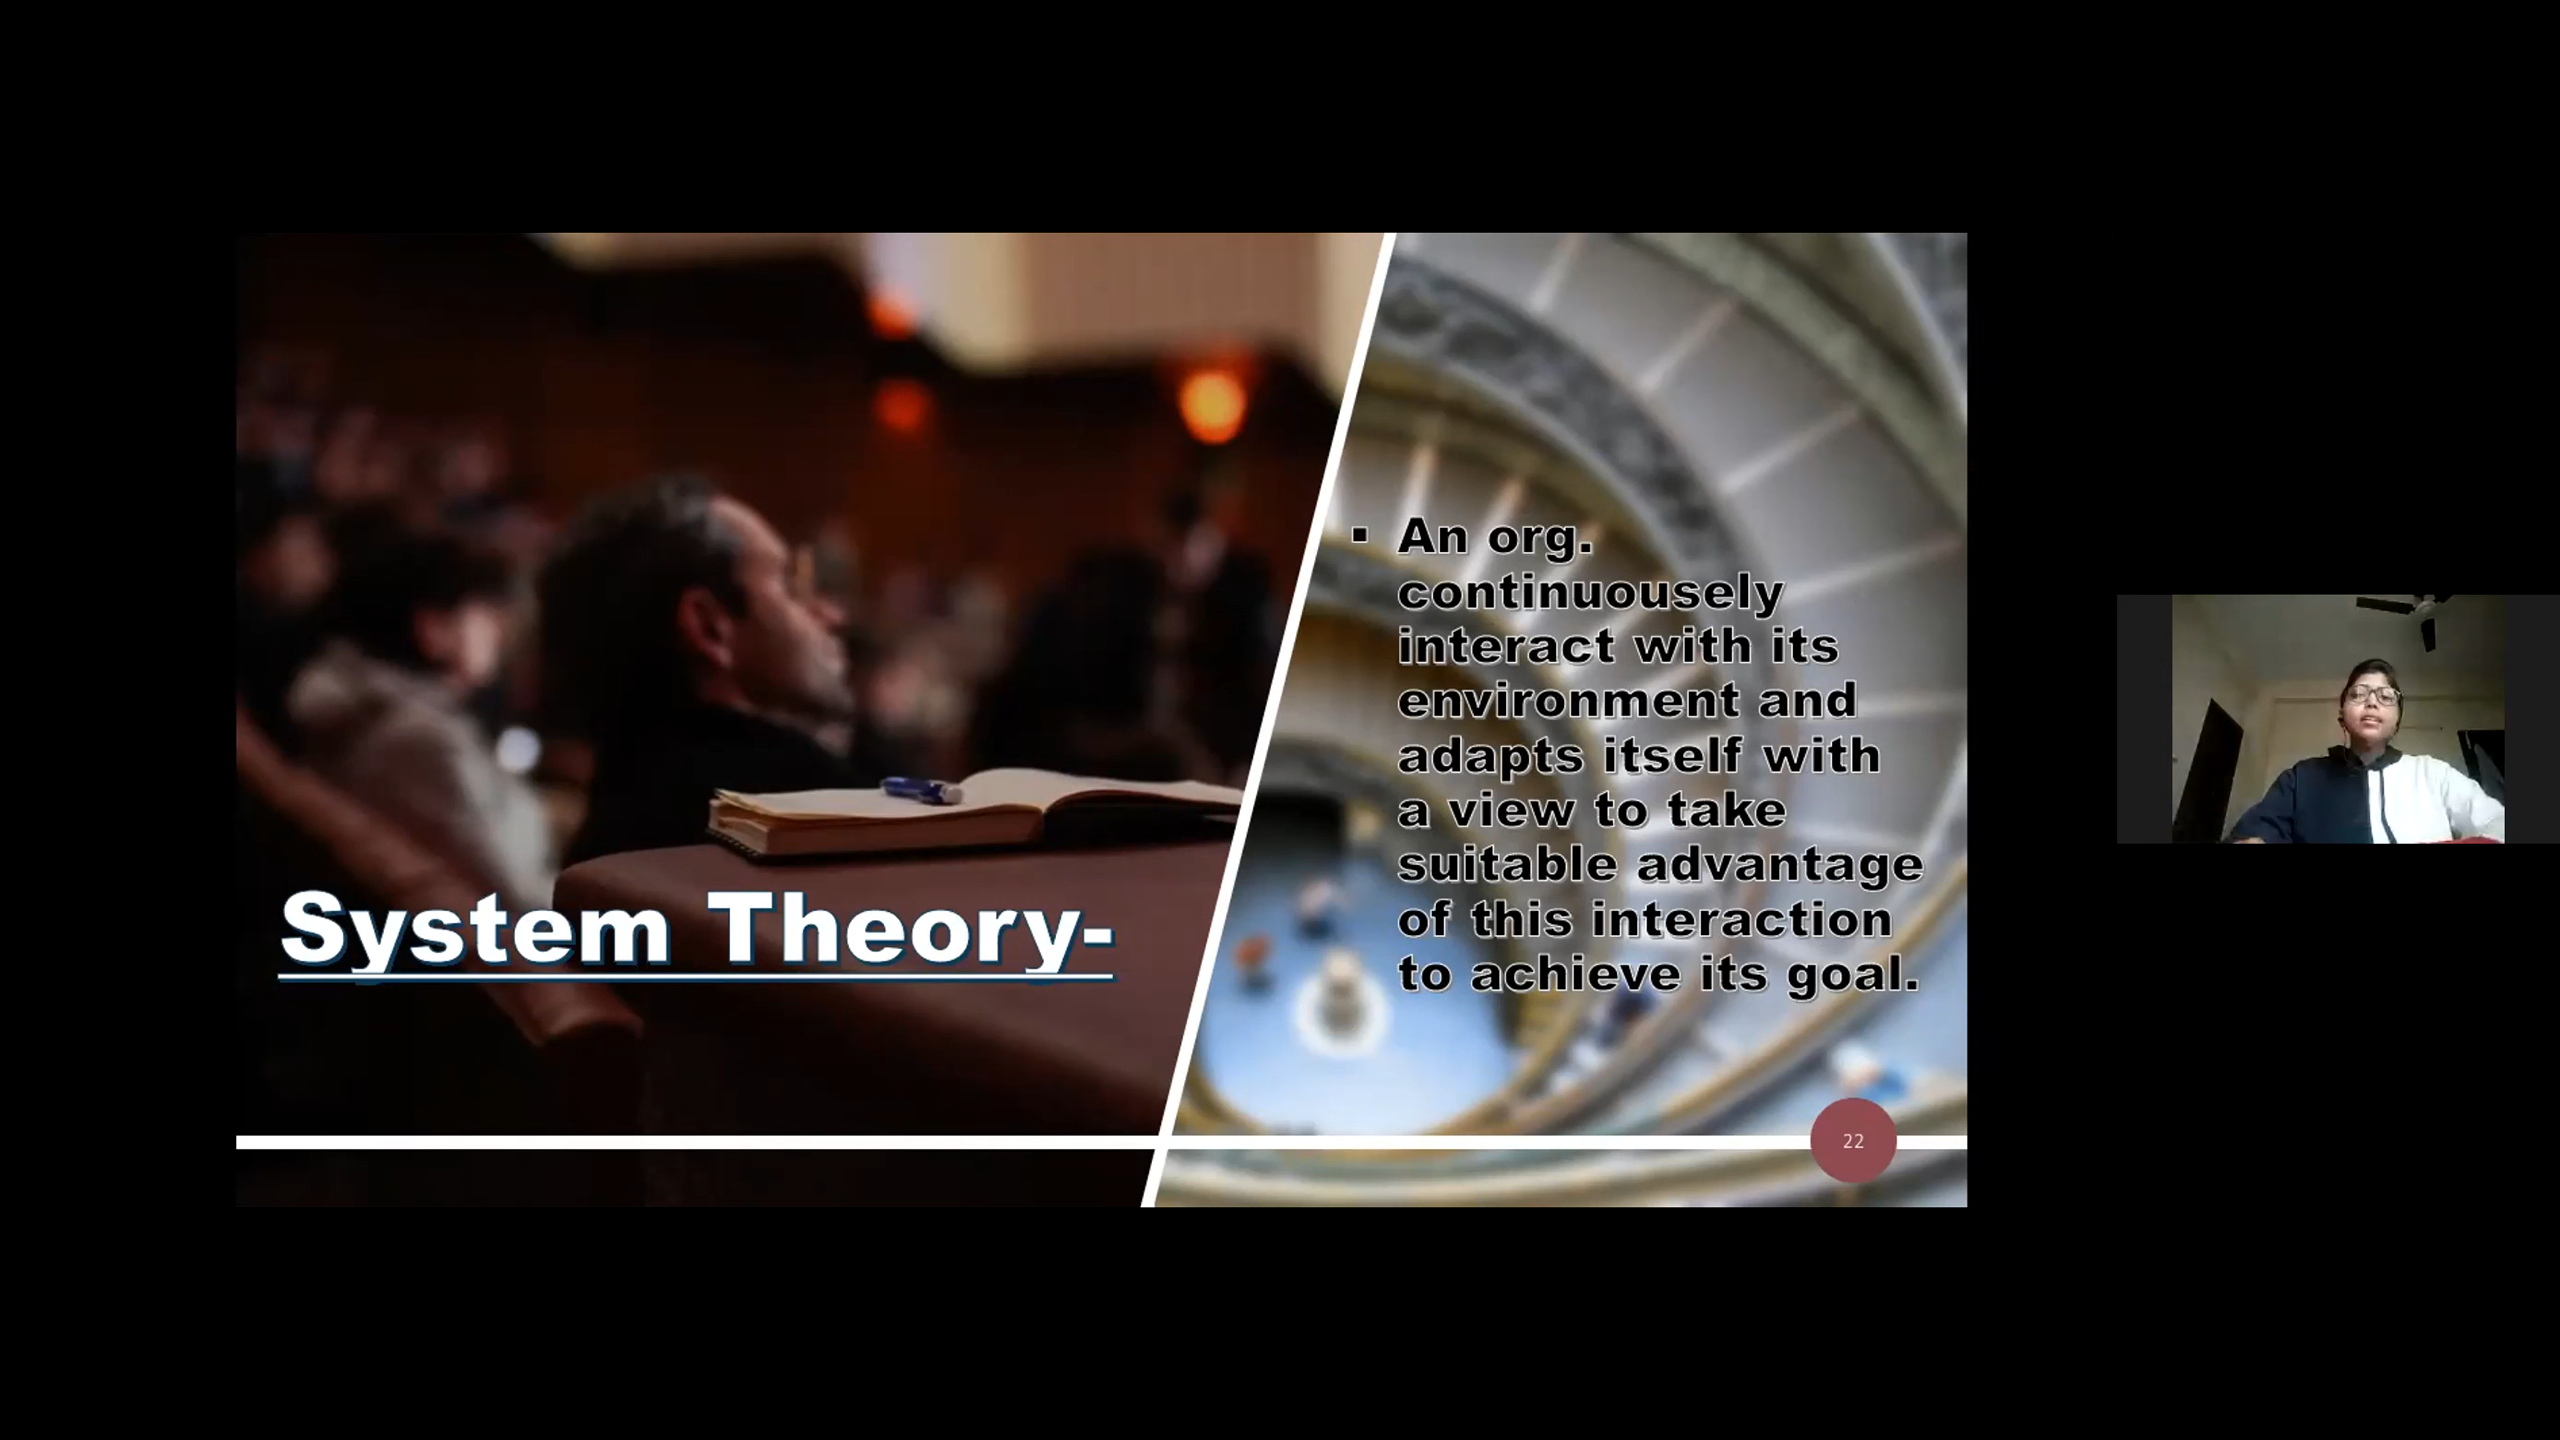 System Theory-
▪ An org.
continuousely
interact with its
environment and
adapts itself with
a view to take
suitable advantage
of this interaction
to achieve its goal.
22